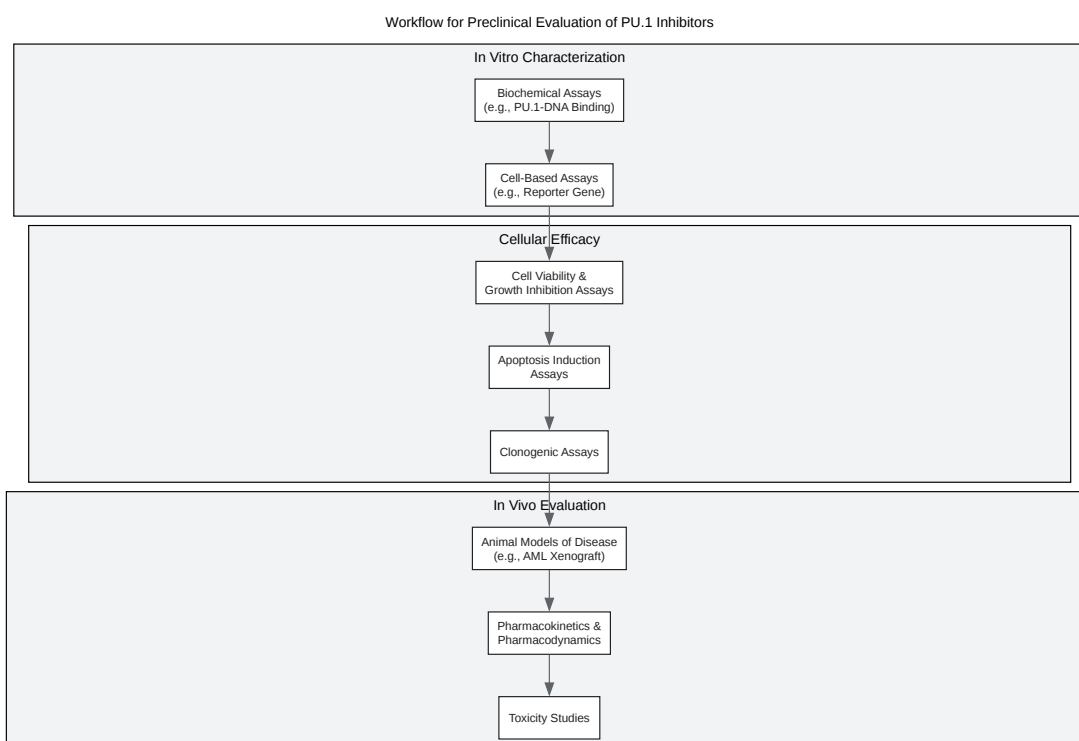 Workflow for Preclinical Evaluation of PU.1 Inhibitors
In Vitro Characterization
Biochemical Assays
(e.g., PU.1-DNA Binding)
Cell-Based Assays
(e.g., Reporter Gene)
Cellular Efficacy
Cell Viability &
Growth Inhibition Assays
Apoptosis Induction
Assays
Clonogenic Assays
In Vivo Evaluation
Animal Models of Disease
(e.g., AML Xenograft)
Pharmacokinetics &
Pharmacodynamics
Toxicity Studies